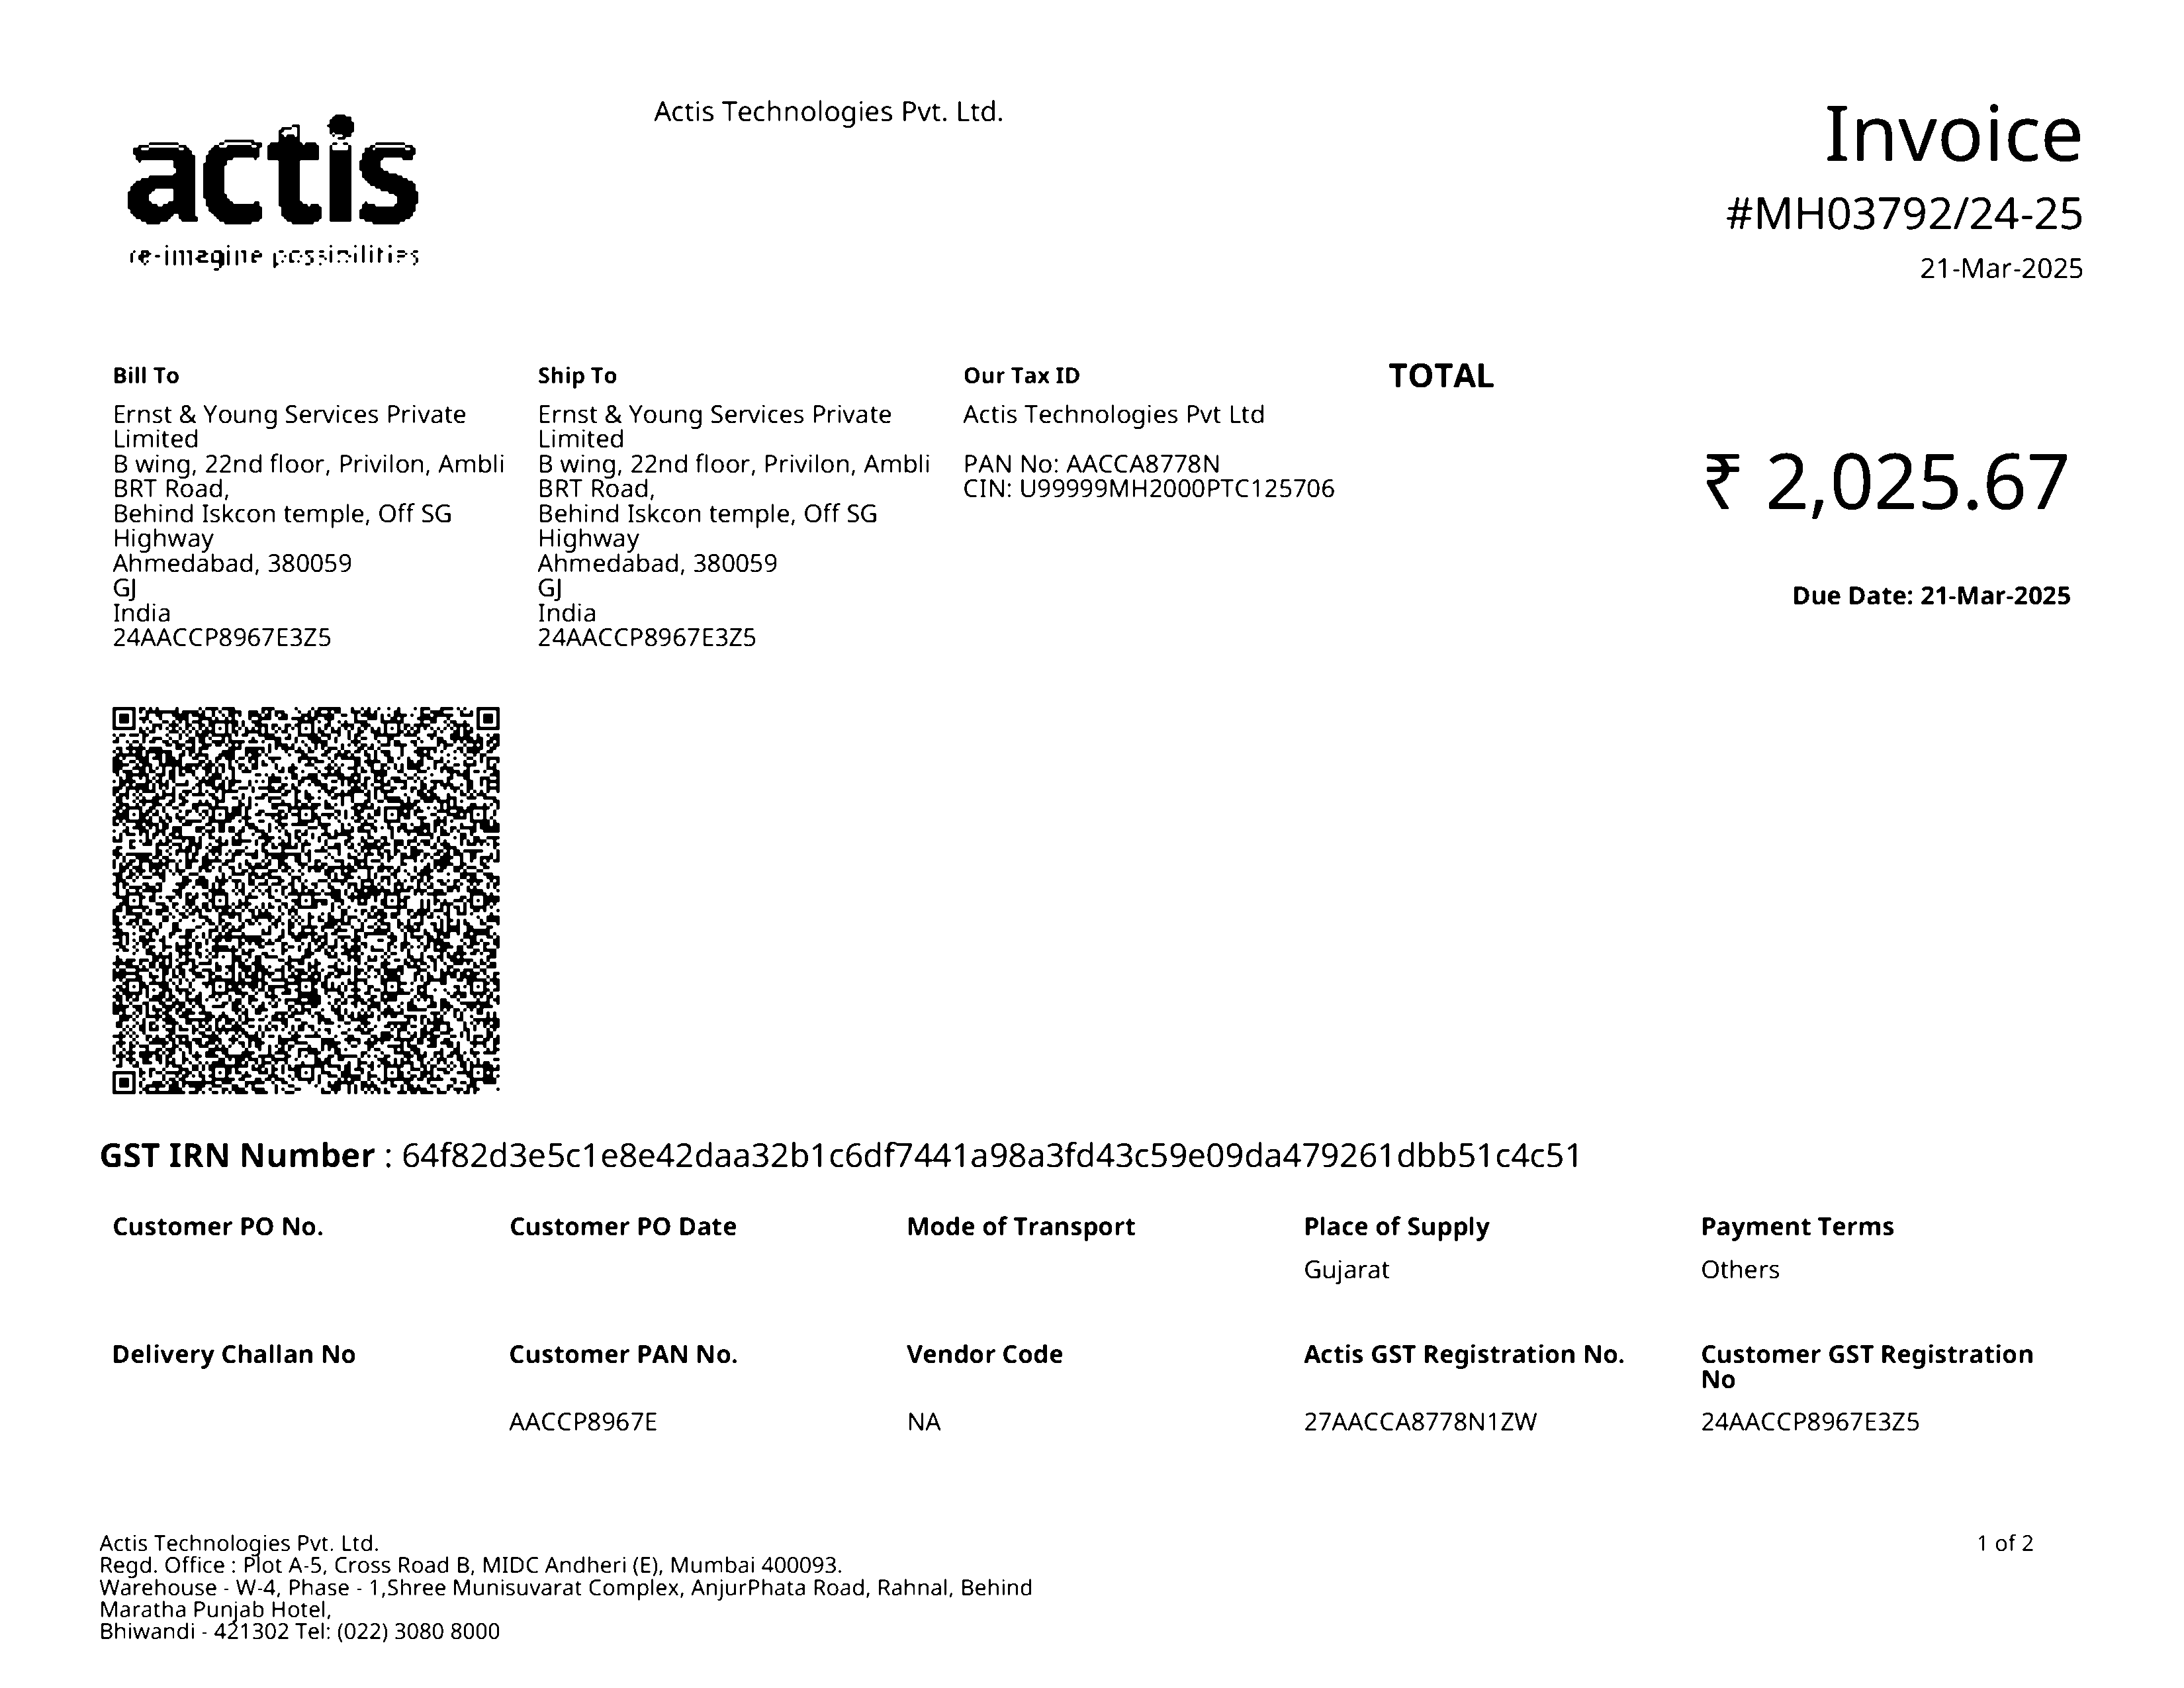 actis
re-imagine possibilities
Actis Technologies Pvt. Ltd.
Invoice
#MH03792/24-25
21-Mar-2025
Bill To
Ernst & Young Services Private
Limited
B wing, 22nd floor, Privilon, Ambli
BRT Road,
Behind Iskcon temple, Off SG
Highway
Ahmedabad, 380059
GJ
India
24AACCP8967E3Z5
Ship To
Ernst & Young Services Private
Limited
B wing, 22nd floor, Privilon, Ambli
BRT Road,
Behind Iskcon temple, Off SG
Highway
Ahmedabad, 380059
GJ
India
24AACCP8967E3Z5
Our Tax ID
Actis Technologies Pvt Ltd
PAN No: AACCA8778N
CIN: U99999MH2000PTC125706
TOTAL
₹ 2,025.67
Due Date: 21-Mar-2025
GST IRN Number : 64f82d3e5c1e8e42daa32b1c6df7441a98a3fd43c59e09da479261dbb51c4c51
Customer PO No.
Customer PO Date
Mode of Transport
Place of Supply
Gujarat
Payment Terms
Others
Delivery Challan No
Customer PAN No.
AACCP8967E
Vendor Code
NA
Actis GST Registration No.
27AACCA8778N1ZW
Customer GST Registration
No
24AACCP8967E3Z5
Actis Technologies Pvt. Ltd.
Regd. Office : Plot A-5, Cross Road B, MIDC Andheri (E), Mumbai 400093.
Warehouse - W-4, Phase - 1,Shree Munisuvarat Complex, AnjurPhata Road, Rahnal, Behind
Maratha Punjab Hotel,
Bhiwandi - 421302 Tel: (022) 3080 8000
1 of 2